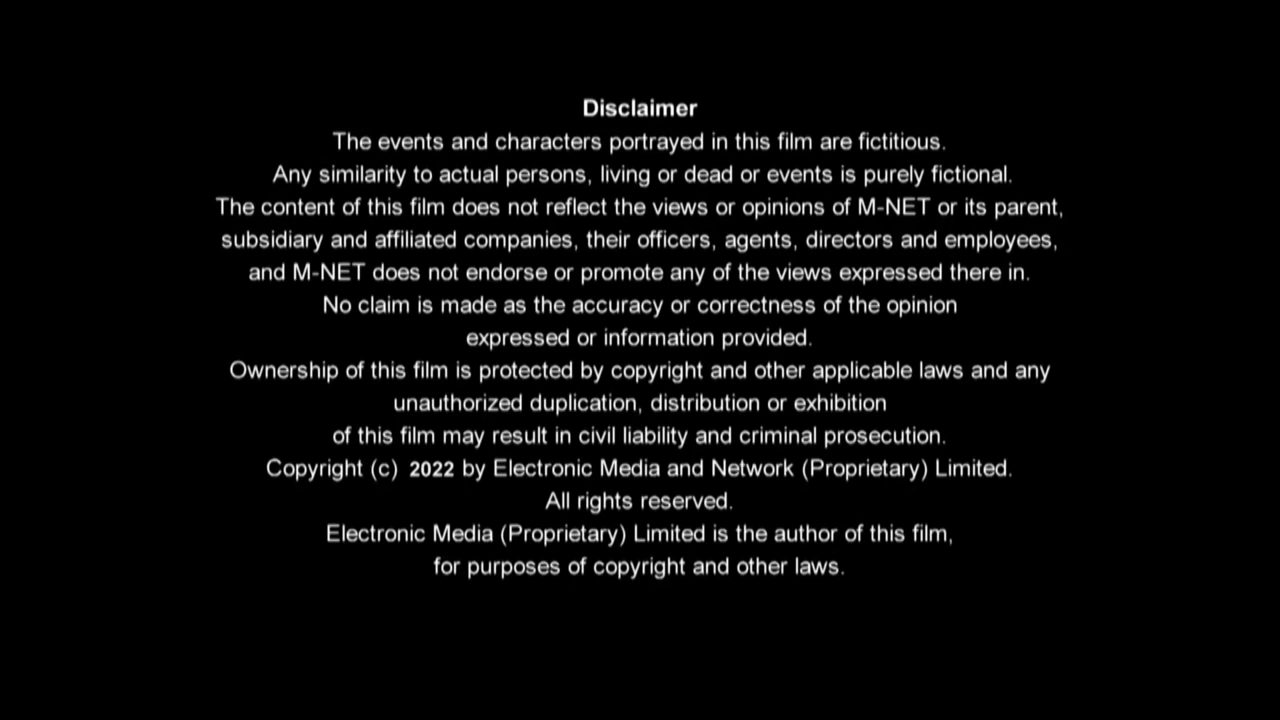 Disclaimer
The events and characters portrayed in this film are fictitious.
Any similarity to actual persons, living or dead or events is purely fictional.
The content of this film does not reflect the views or opinions of M-NET or its parent,
subsidiary and affiliated companies, their officers, agents, directors and employees,
and M-NET does not endorse or promote any of the views expressed there in.
No claim is made as the accuracy or correctness of the opinion
expressed or information provided.
Ownership of this film is protected by copyright and other applicable laws and any
unauthorized duplication, distribution or exhibition
of this film may result in civil liability and criminal prosecution.
Copyright (c) 2022 by Electronic Media and Network (Proprietary) Limited.
All rights reserved.
Electronic Media (Proprietary) Limited is the author of this film,
for purposes of copyright and other laws.